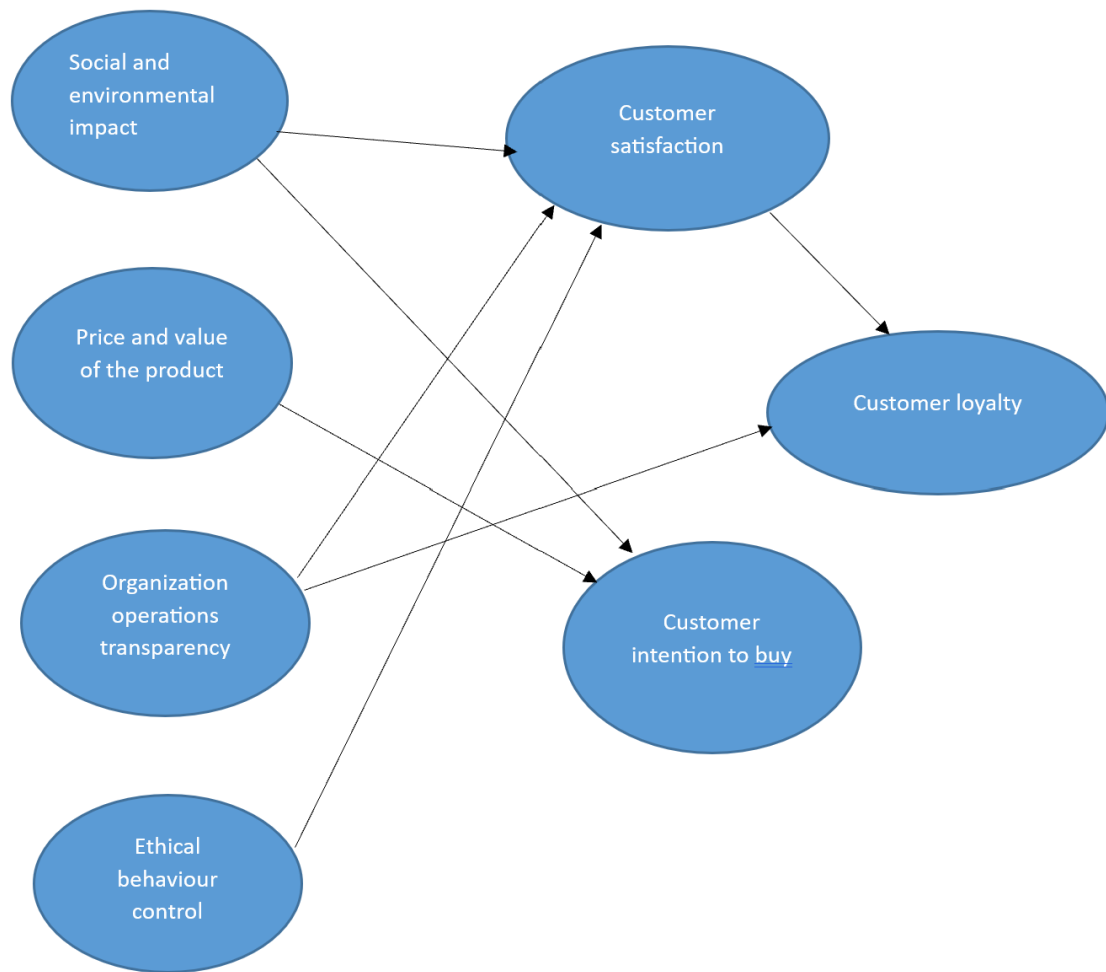 Social and
environmental
impact
Customer
satisfaction
Price and value
of the product
Customer loyalty
Organization
operations
transparency
Customer
intention to buy
Ethical
behaviour
control